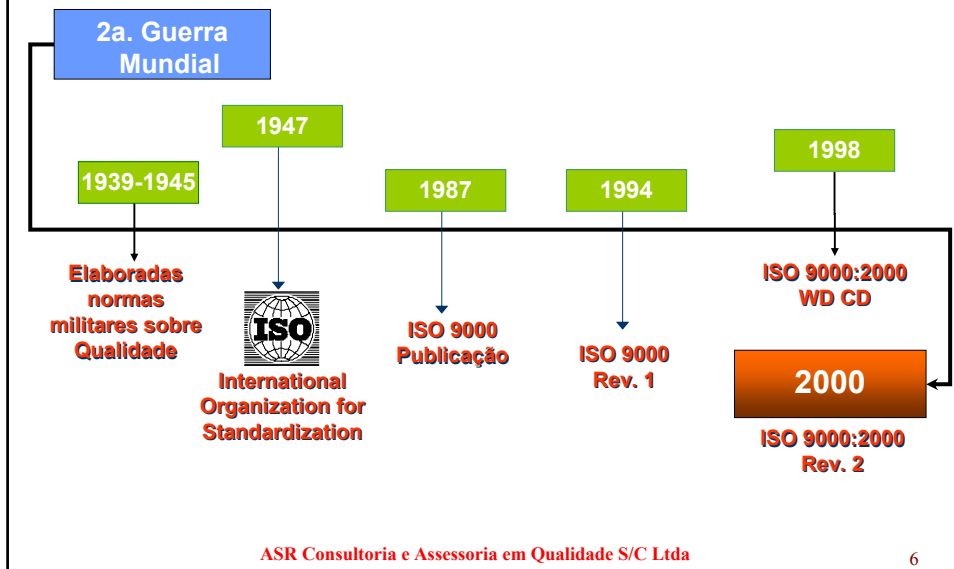 2a. Guerra
Mundial
1939-1945
Elaboradas
normas
militares sobre
Qualidade
1947
ISO
International
Organization for
Standardization
1987
ISO 9000
Publicação
1994
ISO 9000
Rev. 1
1998
ISO 9000:2000
WD CD
2000
ISO 9000:2000
Rev. 2
ASR Consultoria e Assessoria em Qualidade S/C Ltda
6